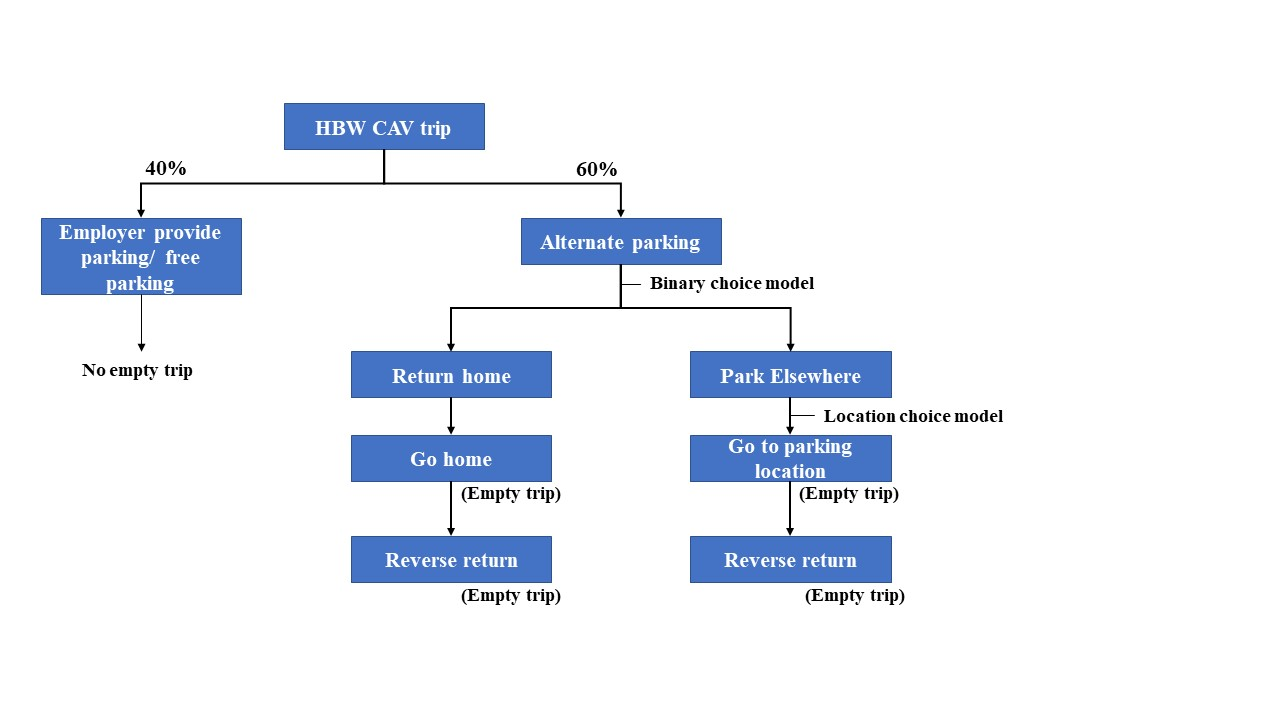 HBW CAV trip
40%
60%
Employer provide
parking/ free
parking
Alternate parking
Binary choice model
No empty trip
Return home
Park Elsewhere
Location choice model
Go home
Go to parking
location
(Empty trip)
(Empty trip)
Reverse return
Reverse return
(Empty trip)
(Empty trip)